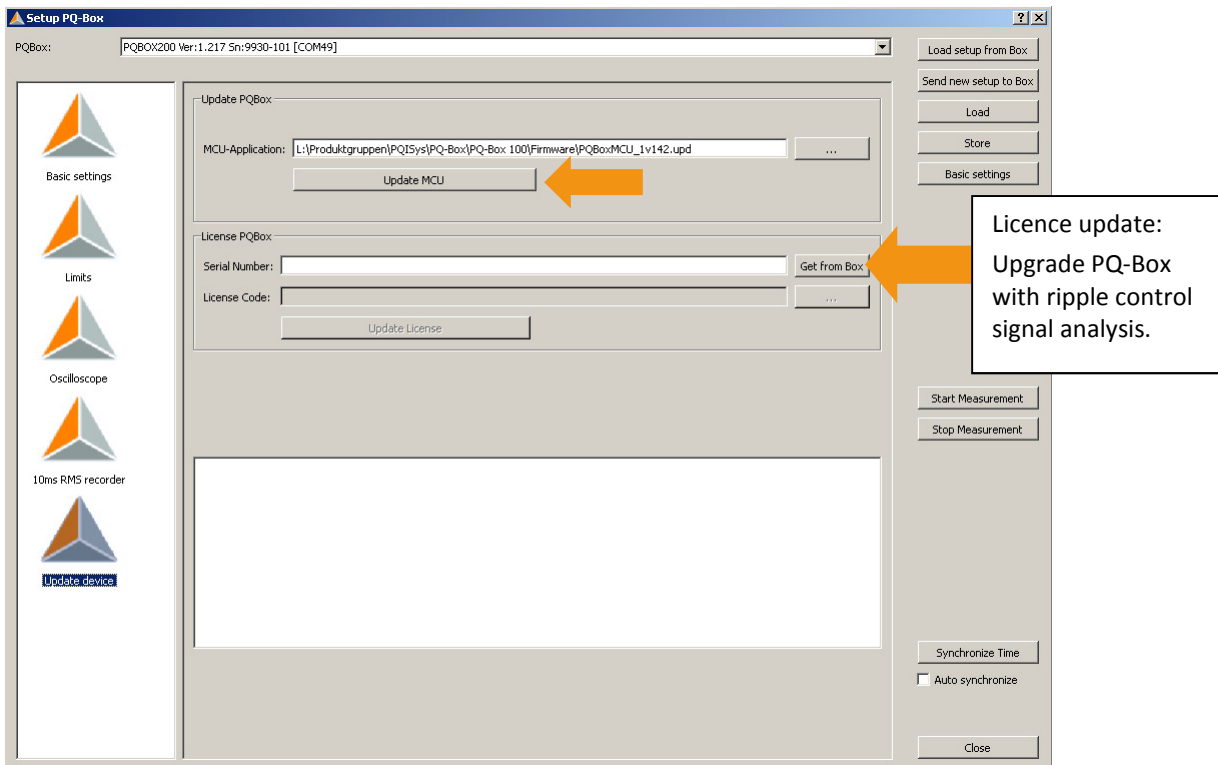 Setup PQ-Box
PQBox:
PQBOX200 Ver:1.217 Sn:9930-101 [COM49]
Load setup from Box
Send new setup to Box
Load
Store
Basic settings
Basic settings
Limits
Oscilloscope
10ms RMS recorder
Update device
Update PQBox
MCU-Application:
L:\Produktgruppen\PQISys\PQ-Box\PQ-Box 100\Firmware\PQBoxMCU_1v142.upd
...
Update MCU
License PQBox
Serial Number:
Get from Box
License Code:
...
Update License
Licence update:
Upgrade PQ-Box
with ripple control
signal analysis.
Start Measurement
Stop Measurement
Synchronize Time
Auto synchronize
Close